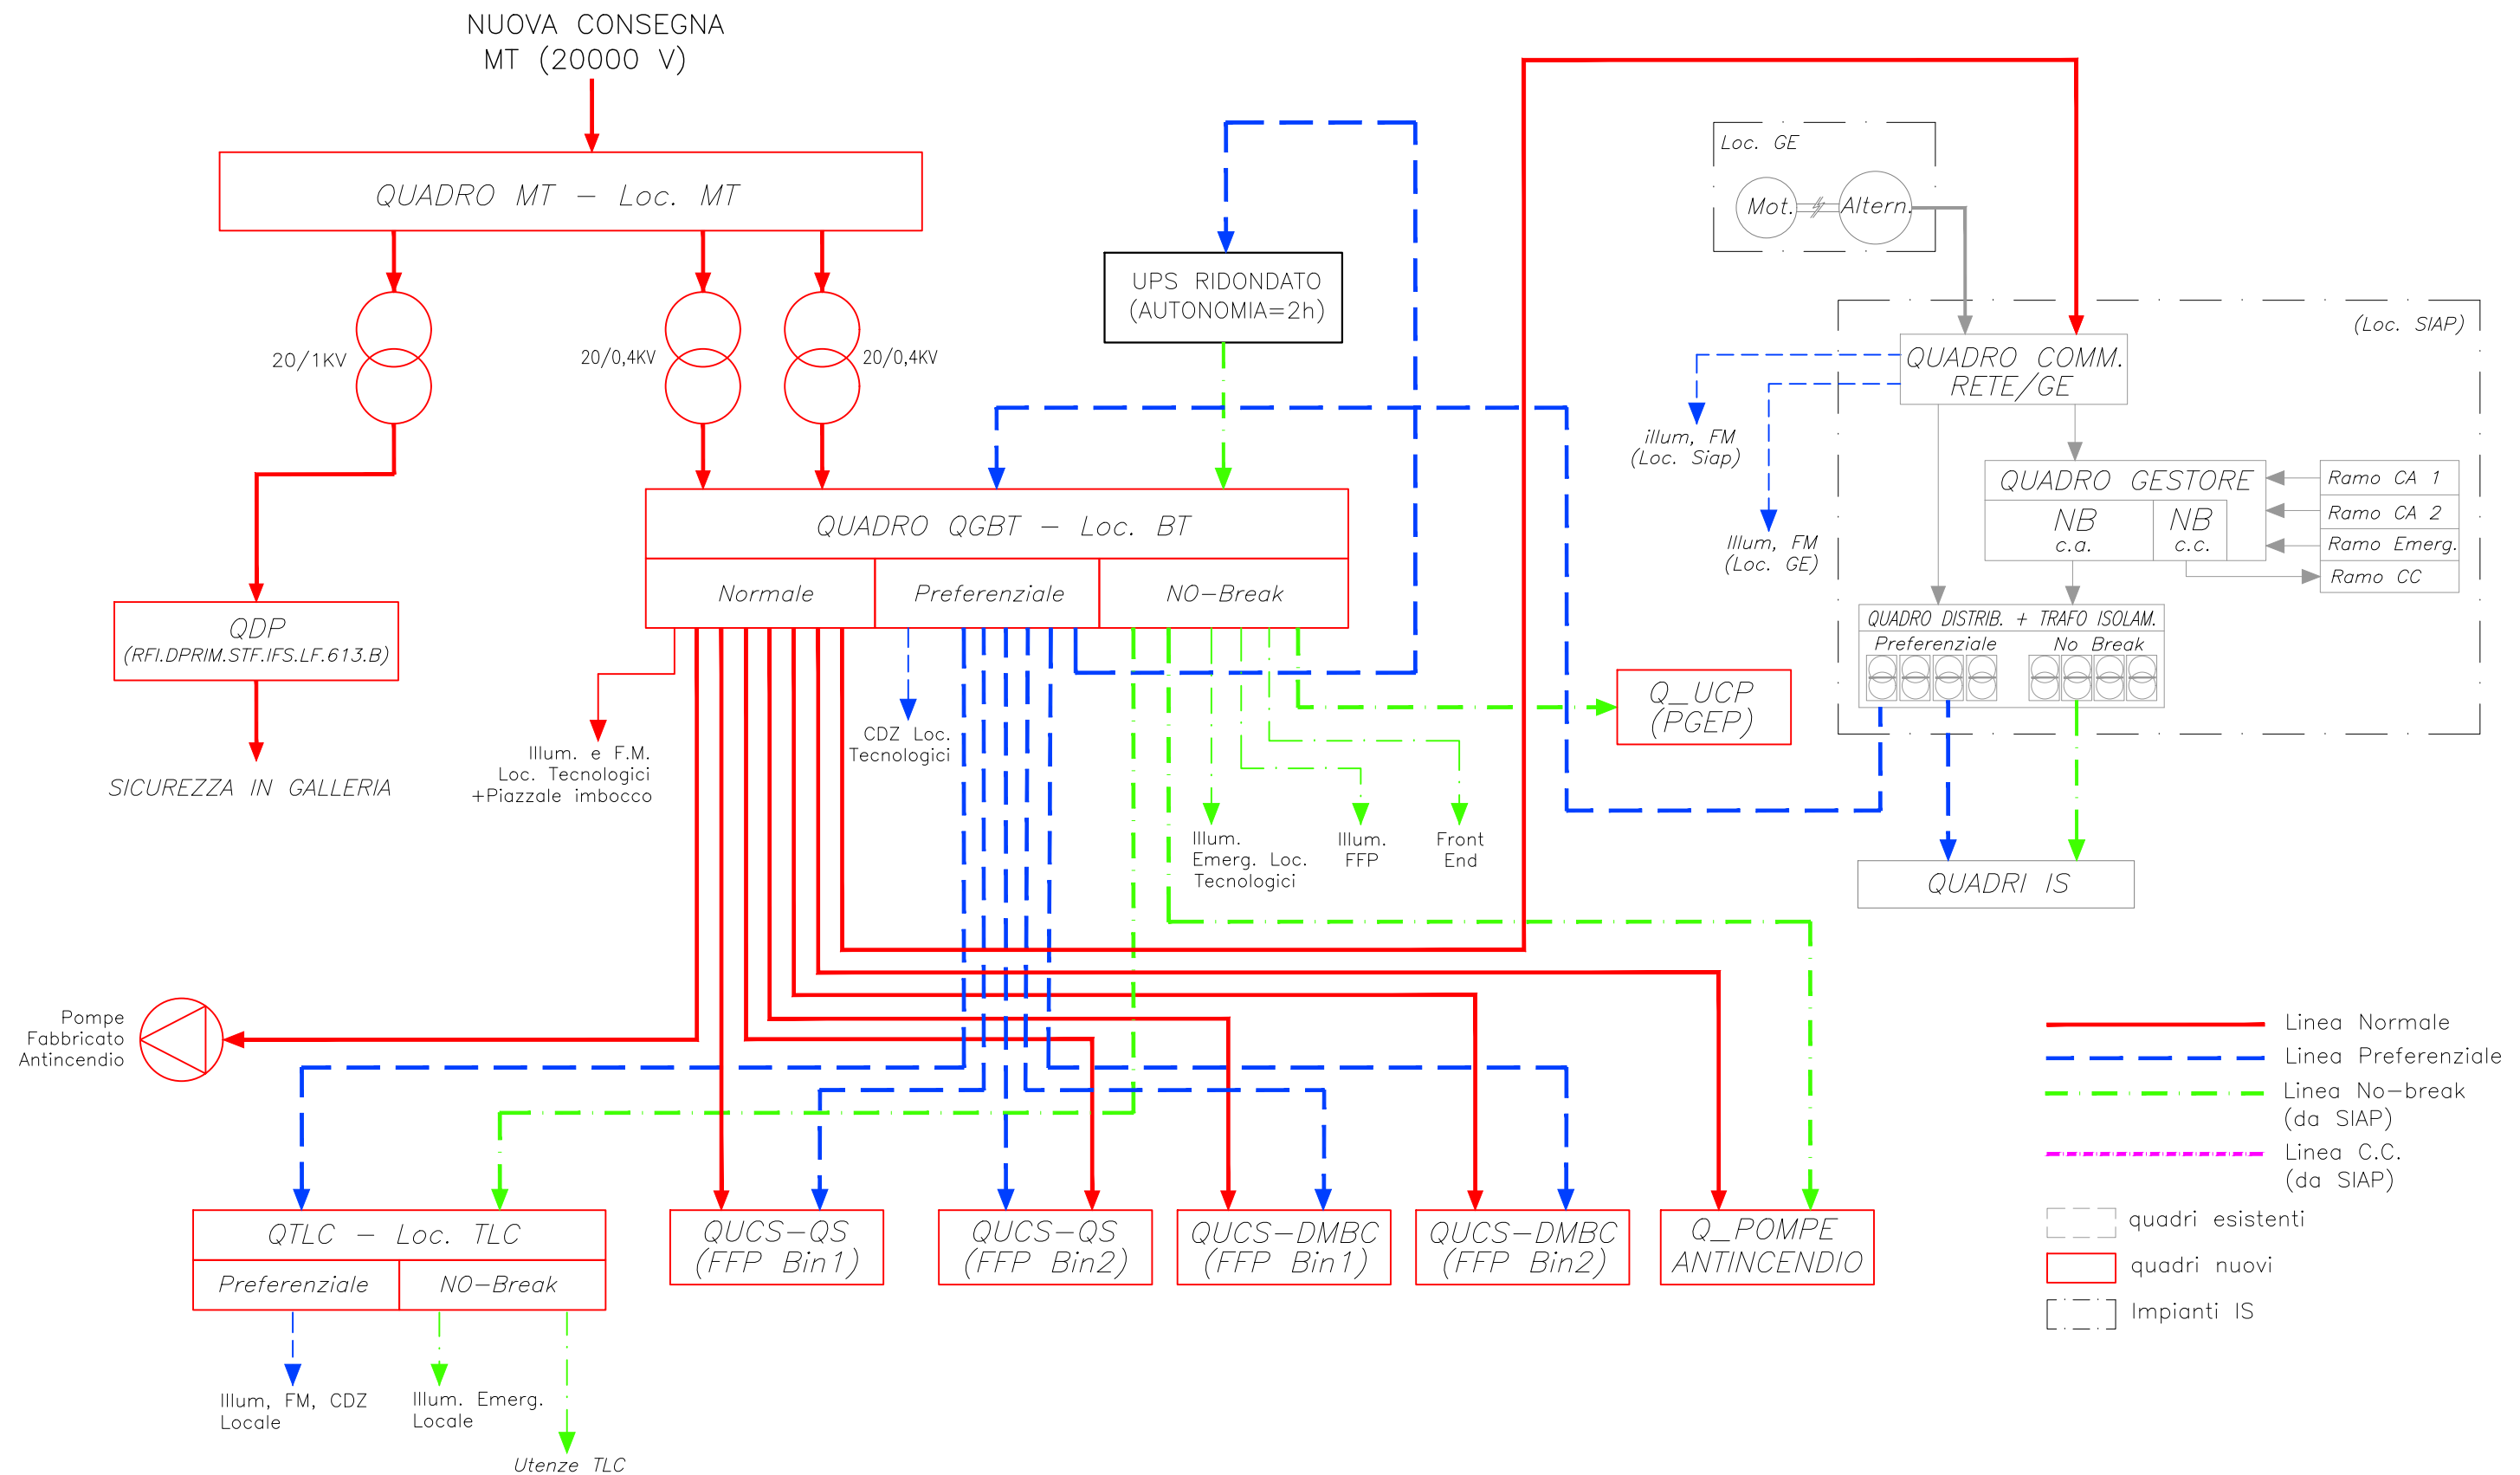 NUOVA CONSEGNA
MT (20000 V)
QUADRO MT - Loc. MT
20/1KV
20/0,4KV
20/0,4KV
UPS RIDONDATO
(AUTONOMIA=2h)
Loc. GE
Mot.
Altern.
(Loc. SIAP)
QUADRO COMM.
RETE/GE
illum, FM
(Loc. Siap)
Illum, FM
(Loc. GE)
QUADRO GESTORE
NB
c.a.
NB
c.c.
Ramo CA 1
Ramo CA 2
Ramo Emerg.
Ramo CC
QUADRO DISTRIB. + TRAFO ISOLAM.
Preferenziale
No Break
QUADRI IS
QUADRO QGBT - Loc. BT
Normale
Preferenziale
NO-Break
QDP
(RFI.DPRIM.STF.IFS.LF.613.B)
SICUREZZA IN GALLERIA
Illum. e F.M.
Loc. Tecnologici
+Piazzale imbocco
CDZ Loc.
Tecnologici
Q_UCP
(PGEP)
Illum.
Emerg. Loc.
Tecnologici
Illum.
FFP
Front
End
Pompe
Fabbricato
Antincendio
QTLC - Loc. TLC
Preferenziale
NO-Break
Illum, FM, CDZ
Locale
Illum. Emerg.
Locale
Utenze TLC
QUCS-QS
(FFP Bin1)
QUCS-QS
(FFP Bin2)
QUCS-DMBC
(FFP Bin1)
QUCS-DMBC
(FFP Bin2)
Q_POMPE
ANTINCENDIO
Linea Normale
Linea Preferenziale
Linea No-break
(da SIAP)
Linea C.C.
(da SIAP)
quadri esistenti
quadri nuovi
Impianti IS